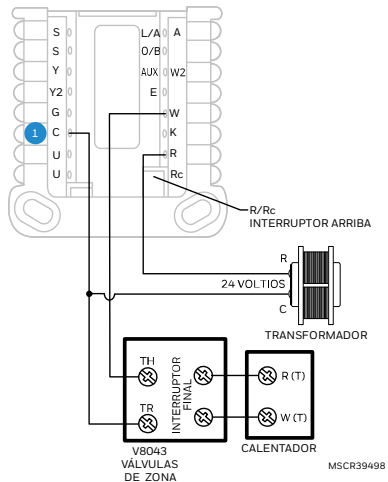 S L/A A
S O/B
Y AUX W2
Y2 E
G W
1 C K
U R
U Rc
R/Rc
INTERRUPTOR ARRIBA
R
24 VOLTIOS
C
TRANSFORMADOR
TH
TR
INTERRUPTOR
FINAL
R (T)
W (T)
V8043
VÁLVULAS
DE ZONA
CALENTADOR
MSCR39498